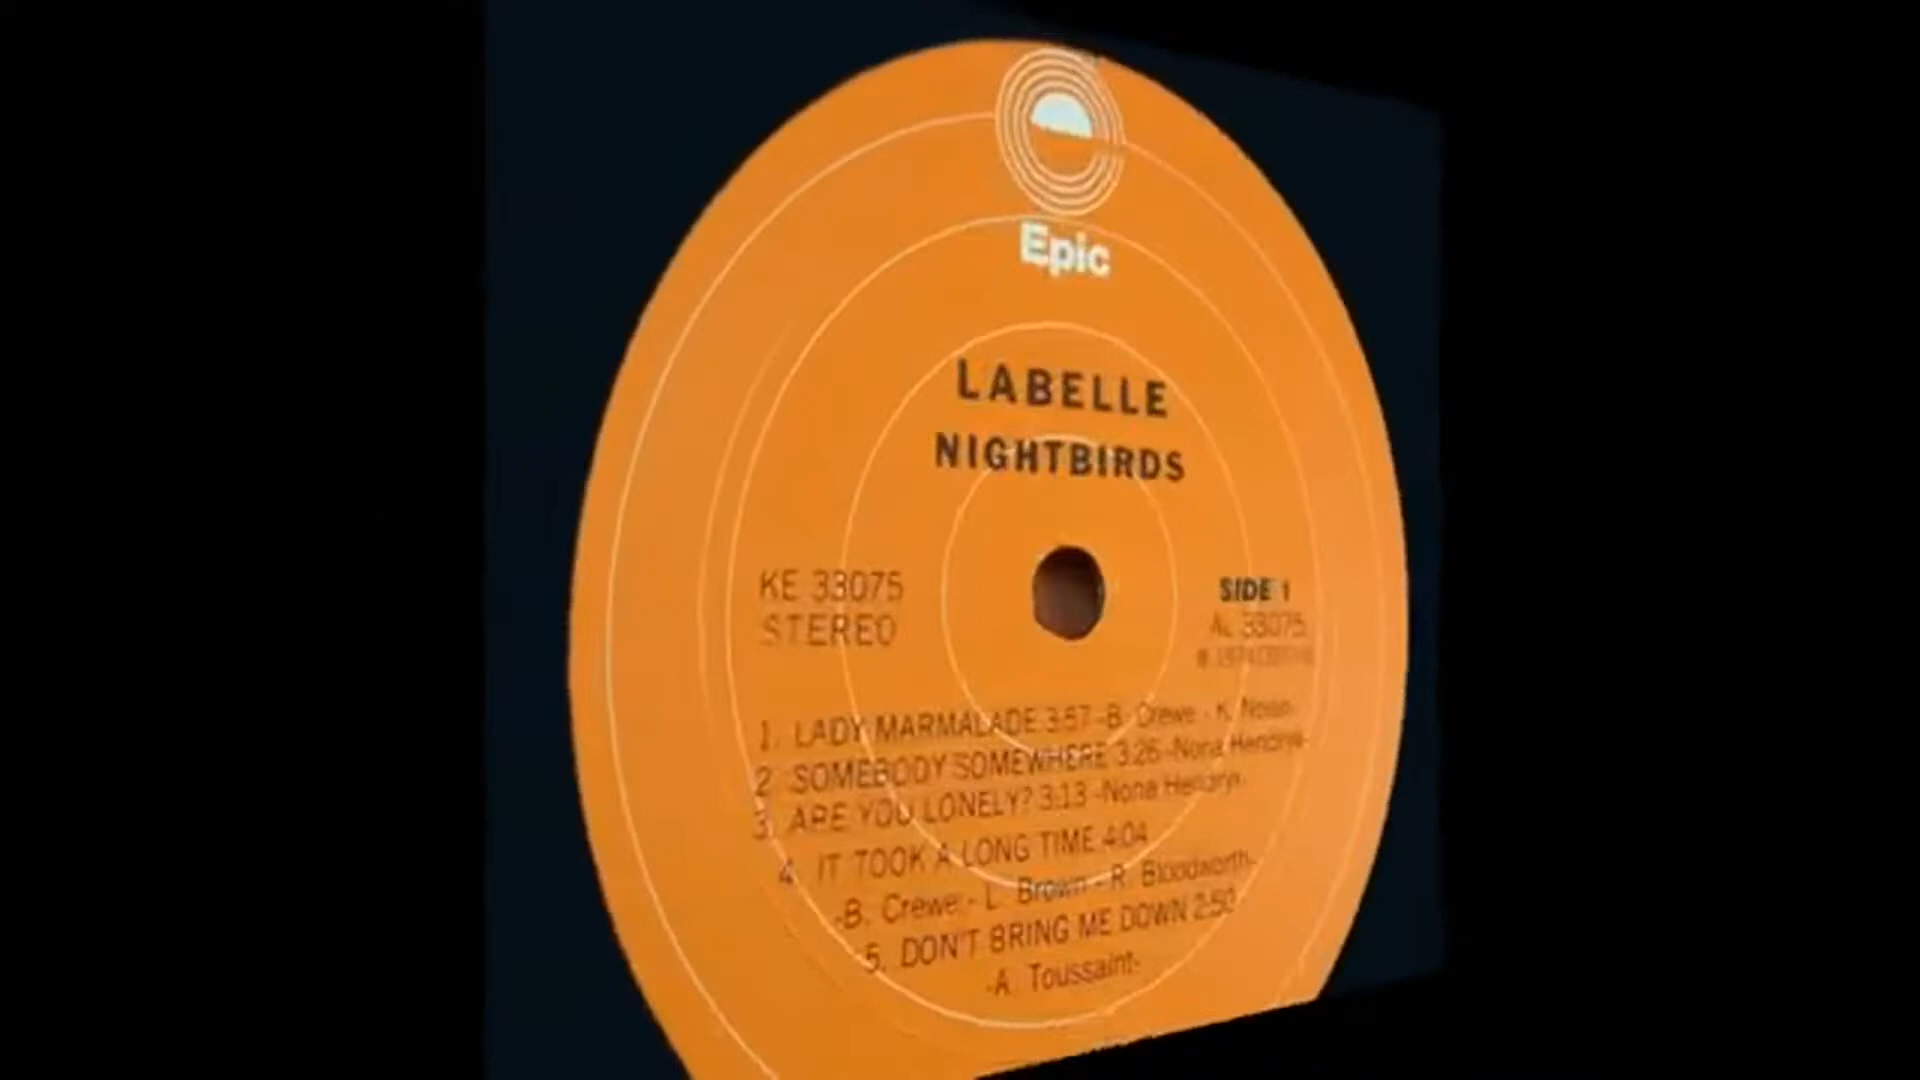 Epic
LABELLE
NIGHTBIRDS
KE 33075
STEREO
SIDE 1
AL 33075
1. LADY MARMALADE 3:57 -B. Crewe - K. Nolan-
2. SOMEBODY SOMEWHERE 3:26 -Nona Hendryx-
3. ARE YOU LONELY? 3:13 -Nona Hendryx-
4. IT TOOK A LONG TIME 4:04
-B. Crewe - L. Brown - R. Bloodworth-
5. DON'T BRING ME DOWN 2:50
-A. Toussaint-